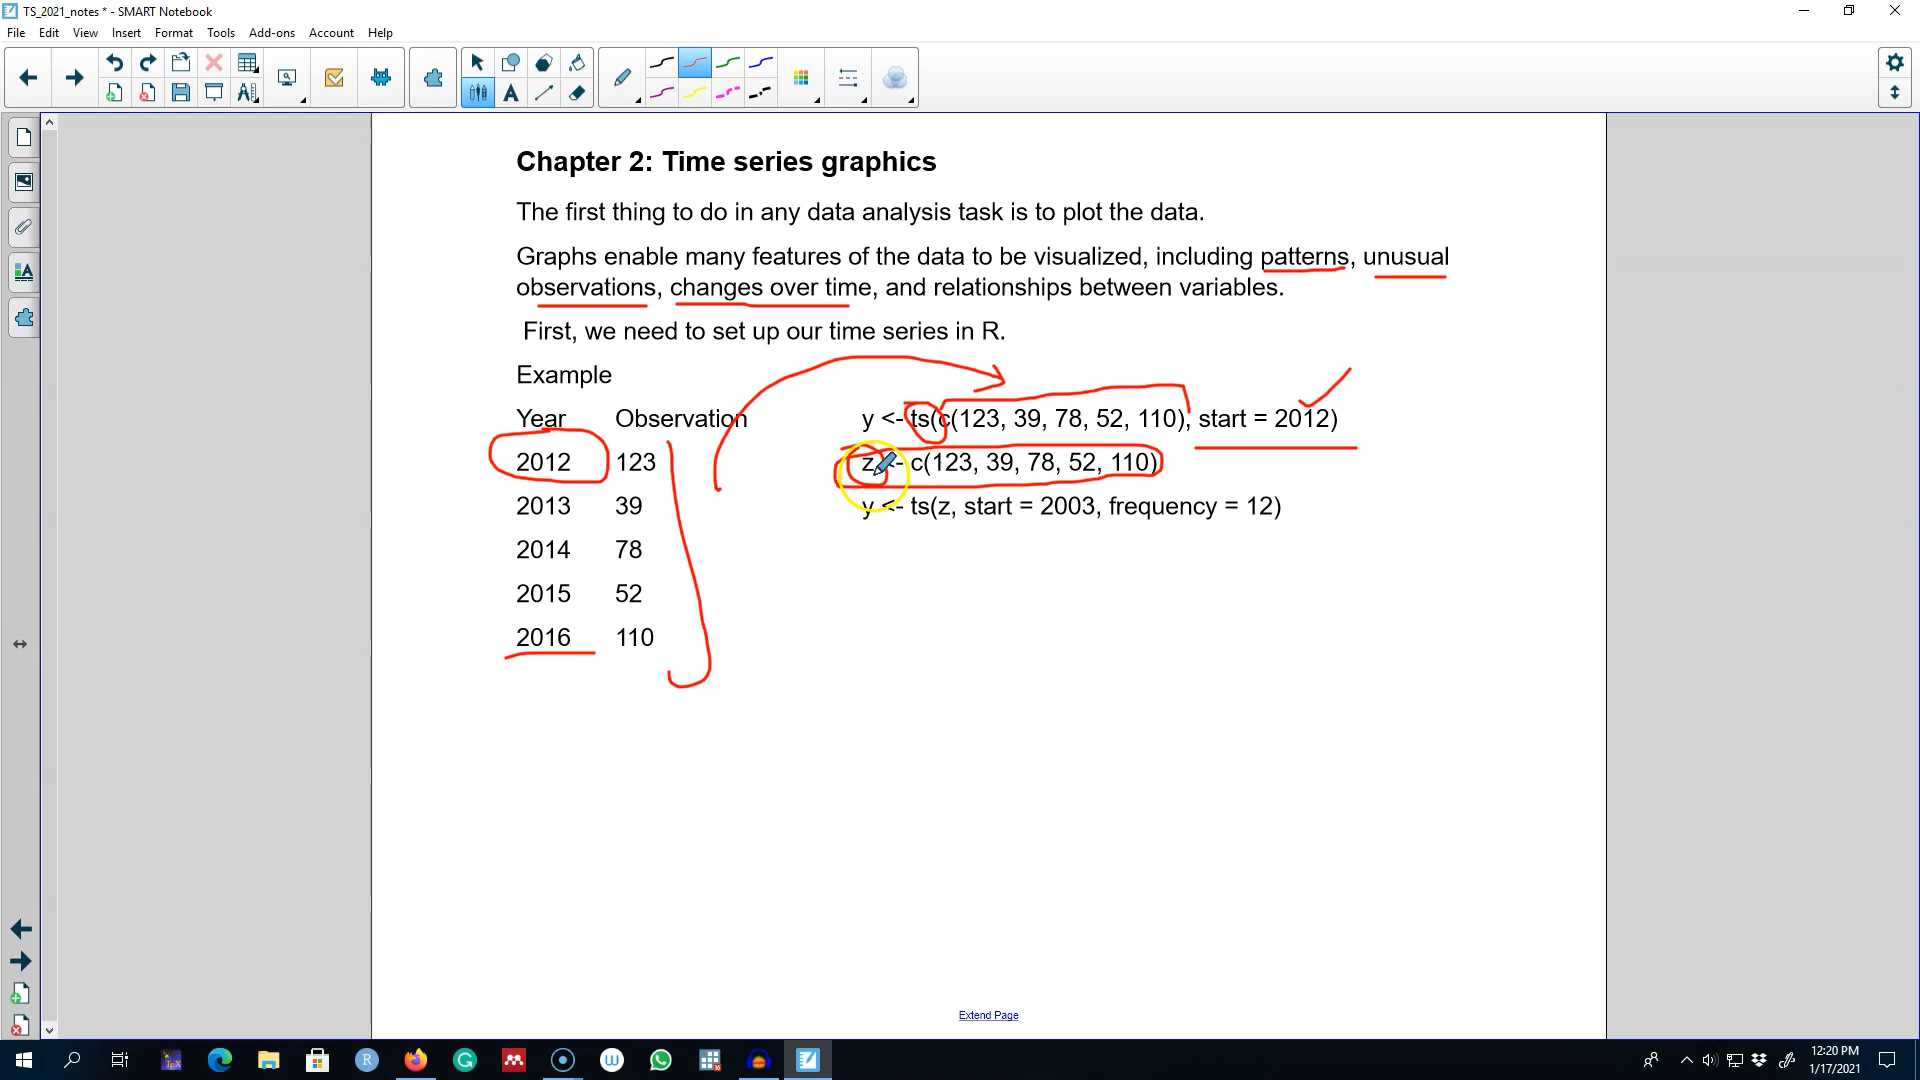 TS_2021_notes * - SMART Notebook
File Edit View Insert Format Tools Add-ons Account Help
Chapter 2: Time series graphics
The first thing to do in any data analysis task is to plot the data.
Graphs enable many features of the data to be visualized, including patterns, unusual
observations, changes over time, and relationships between variables.
First, we need to set up our time series in R.
Example
Year Observation y <- ts(c(123, 39, 78, 52, 110), start = 2012)
2012 123 z <- c(123, 39, 78, 52, 110)
2013 39 y <- ts(z, start = 2003, frequency = 12)
2014 78
2015 52
2016 110
Extend Page
12:20 PM
1/17/2021